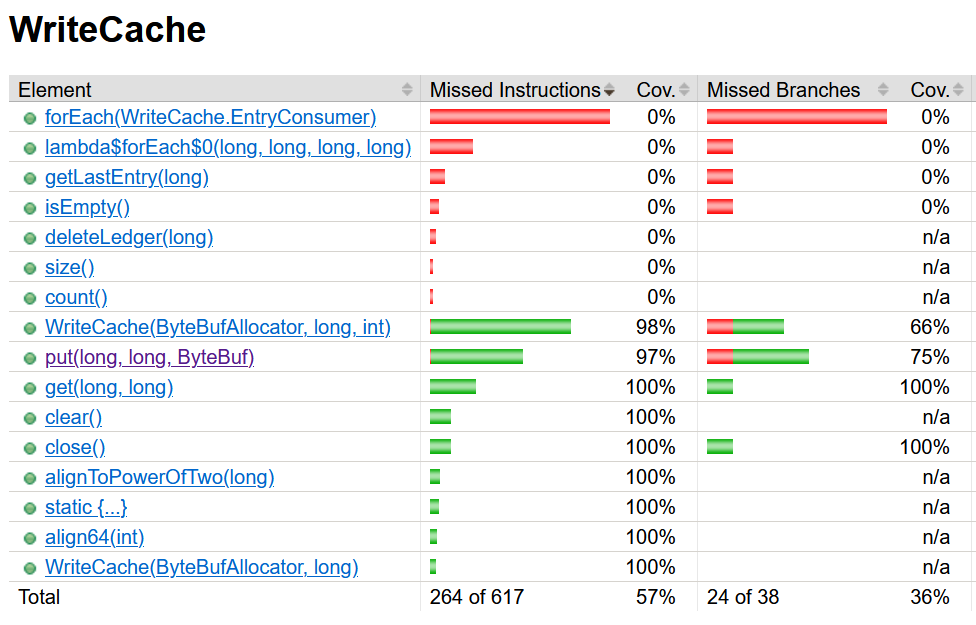 WriteCache
Element Missed Instructions Cov. Missed Branches Cov.
forEach(WriteCache.EntryConsumer) 0% 0%
lambda$forEach$0(long, long, long, long) 0% 0%
getLastEntry(long) 0% 0%
isEmpty() 0% 0%
deleteLedger(long) 0% n/a
size() 0% n/a
count() 0% n/a
WriteCache(ByteBufAllocator, long, int) 98% 66%
put(long, long, ByteBuf) 97% 75%
get(long, long) 100% 100%
clear() 100% n/a
close() 100% 100%
alignToPowerOfTwo(long) 100% n/a
static {...} 100% n/a
align64(int) 100% n/a
WriteCache(ByteBufAllocator, long) 100% n/a
Total 264 of 617 57% 24 of 38 36%